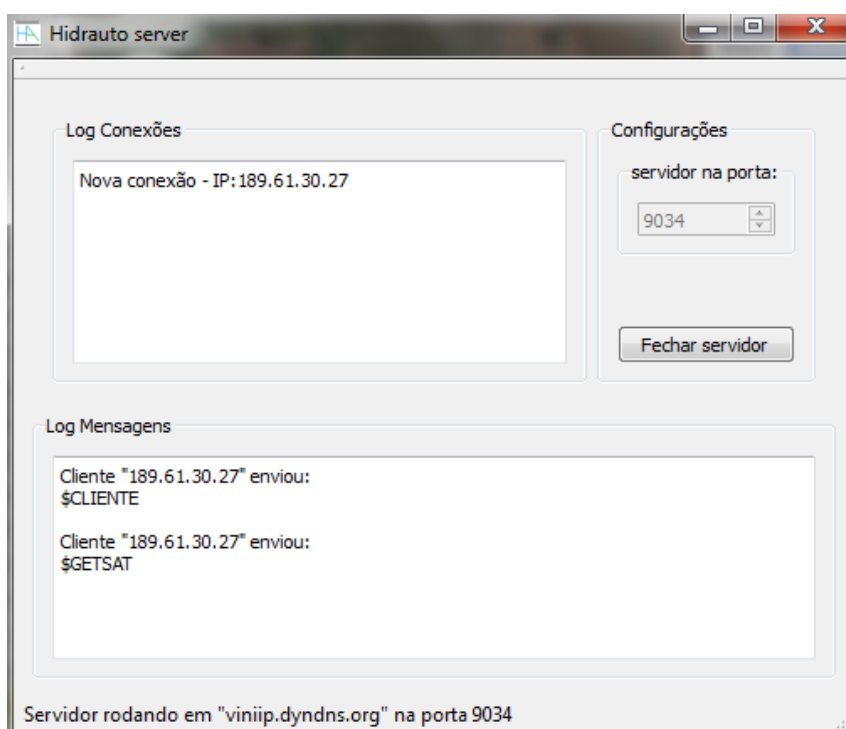 Hidrauto server
Log Conexões
Nova conexão - IP:189.61.30.27
Configurações
servidor na porta:
9034
Fechar servidor
Log Mensagens
Cliente "189.61.30.27" enviou:
$CLIENTE
Cliente "189.61.30.27" enviou:
$GETSAT
Servidor rodando em "viniip.dyndns.org" na porta 9034